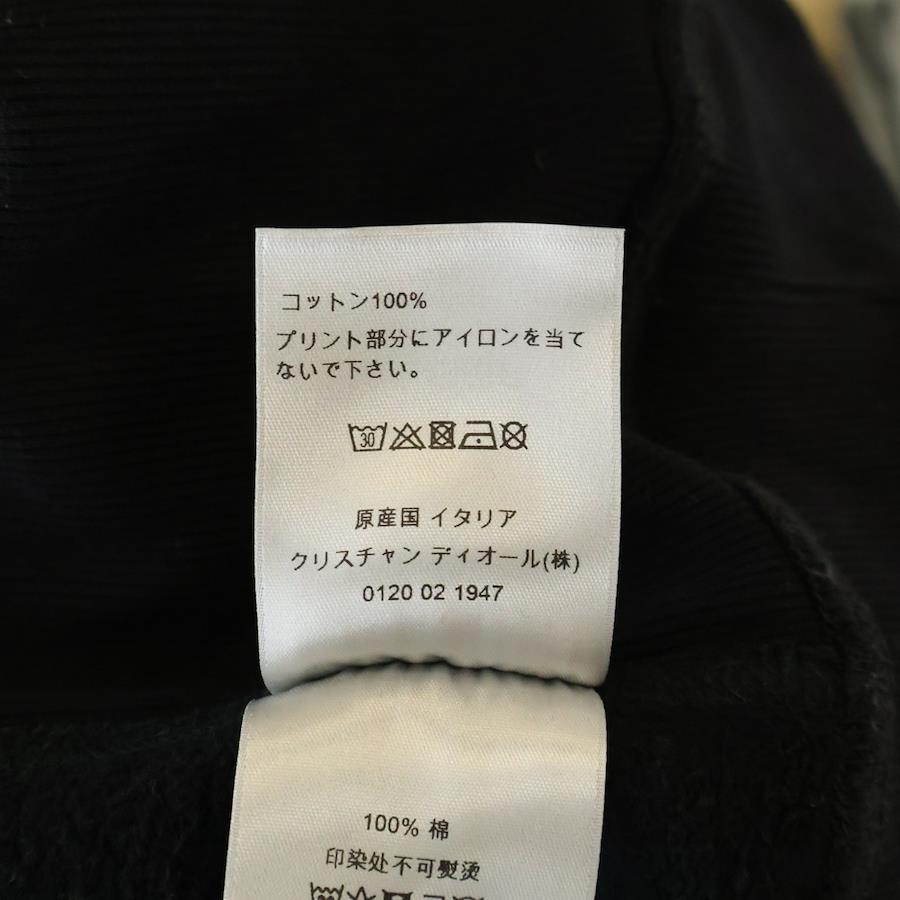 コットン100%
プリント部分にアイロンを当て
ないで下さい。
30
原産国 イタリア
クリスチャン ディオール(株)
0120 02 1947
100% 棉
印染处不可熨烫